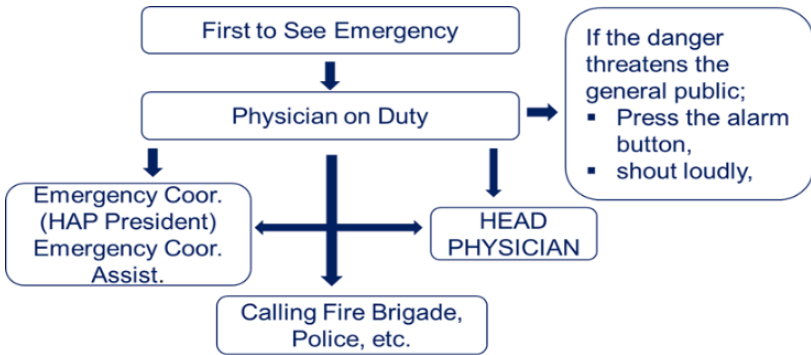 First to See Emergency
If the danger
threatens the
general public;
▪ Press the alarm
button,
▪ shout loudly,
Physician on Duty
Emergency Coor.
(HAP President)
Emergency Coor.
Assist.
HEAD
PHYSICIAN
Calling Fire Brigade,
Police, etc.